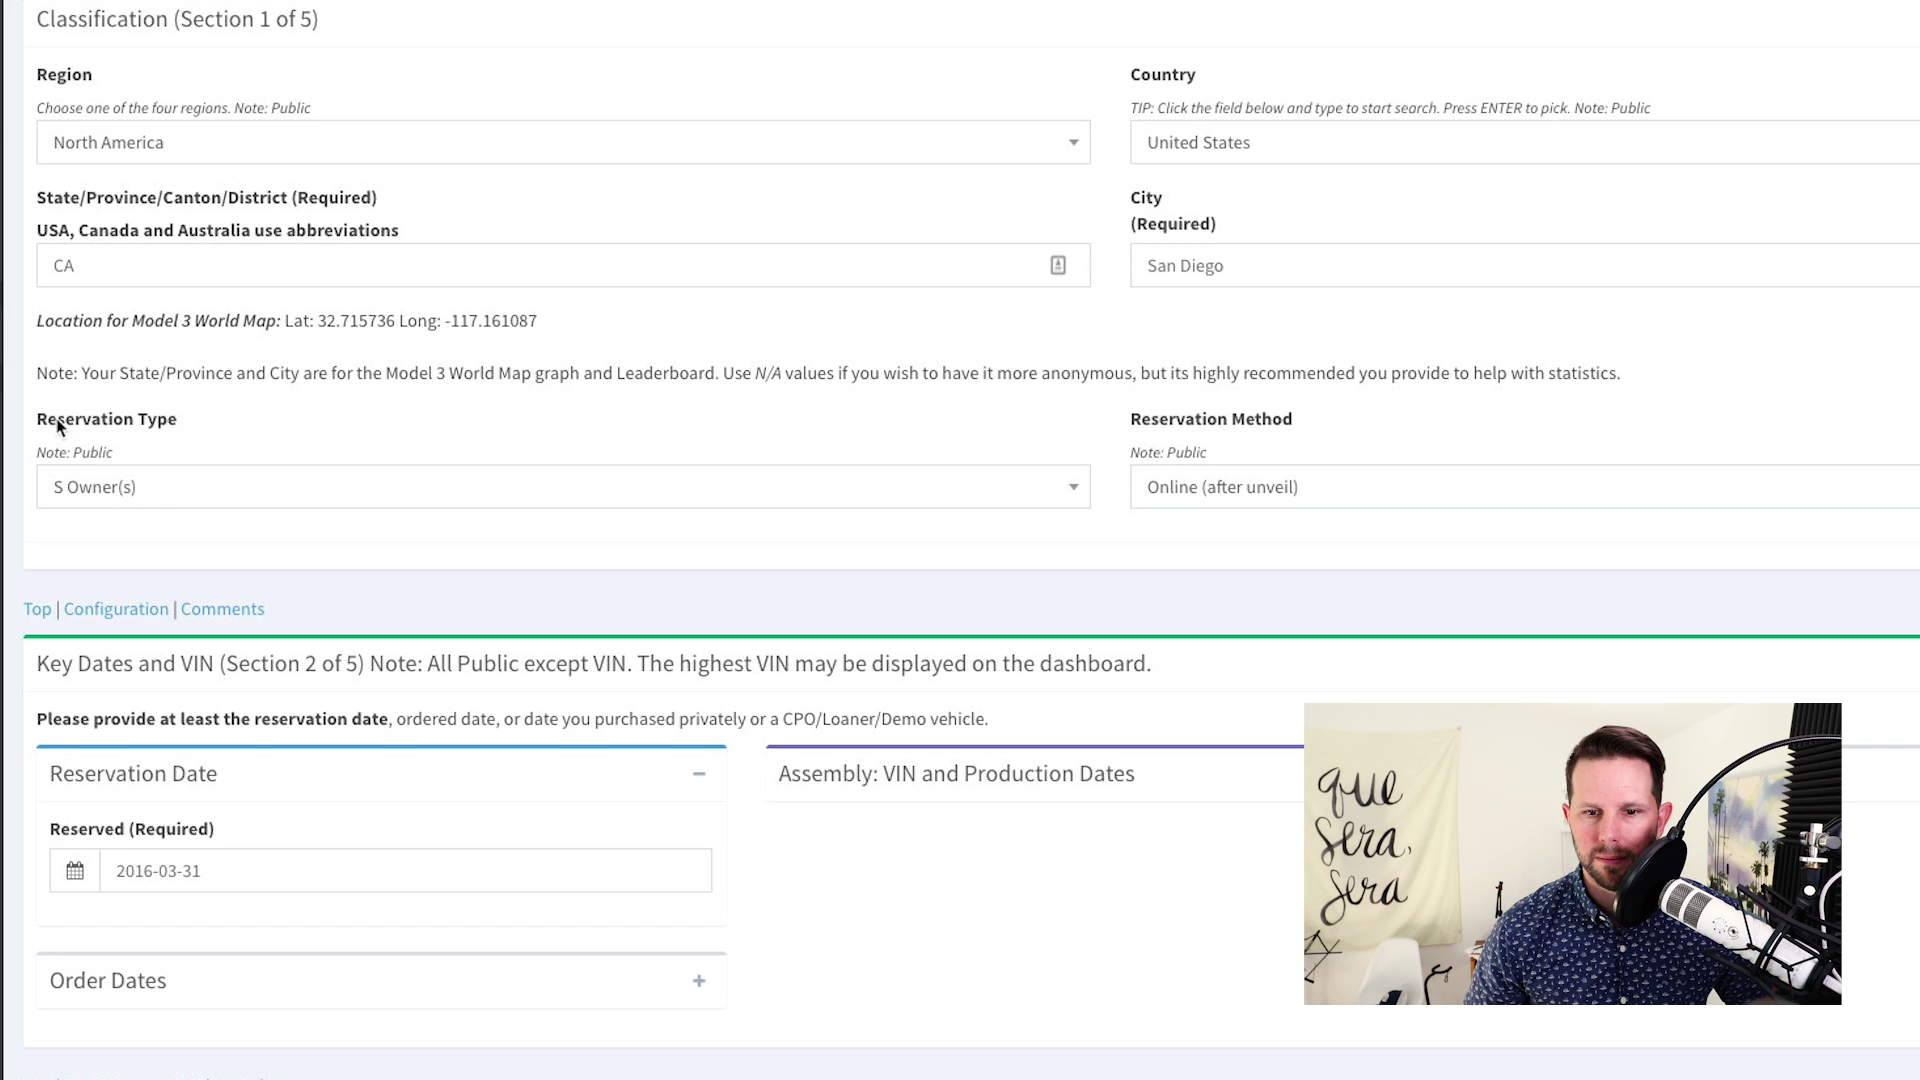 Classification (Section 1 of 5)
Region
Country
Choose one of the four regions. Note: Public
TIP: Click the field below and type to start search. Press ENTER to pick. Note: Public
North America
United States
State/Province/Canton/District (Required)
City
USA, Canada and Australia use abbreviations
(Required)
CA
San Diego
Location for Model 3 World Map: Lat: 32.715736 Long: -117.161087
Note: Your State/Province and City are for the Model 3 World Map graph and Leaderboard. Use N/A values if you wish to have it more anonymous, but its highly recommended you provide to help with statistics.
Reservation Type
Reservation Method
Note: Public
Note: Public
S Owner(s)
Online (after unveil)
Top | Configuration | Comments
Key Dates and VIN (Section 2 of 5) Note: All Public except VIN. The highest VIN may be displayed on the dashboard.
Please provide at least the reservation date, ordered date, or date you purchased privately or a CPO/Loaner/Demo vehicle.
Reservation Date
Assembly: VIN and Production Dates
Reserved (Required)
2016-03-31
Order Dates
que
sera,
sera